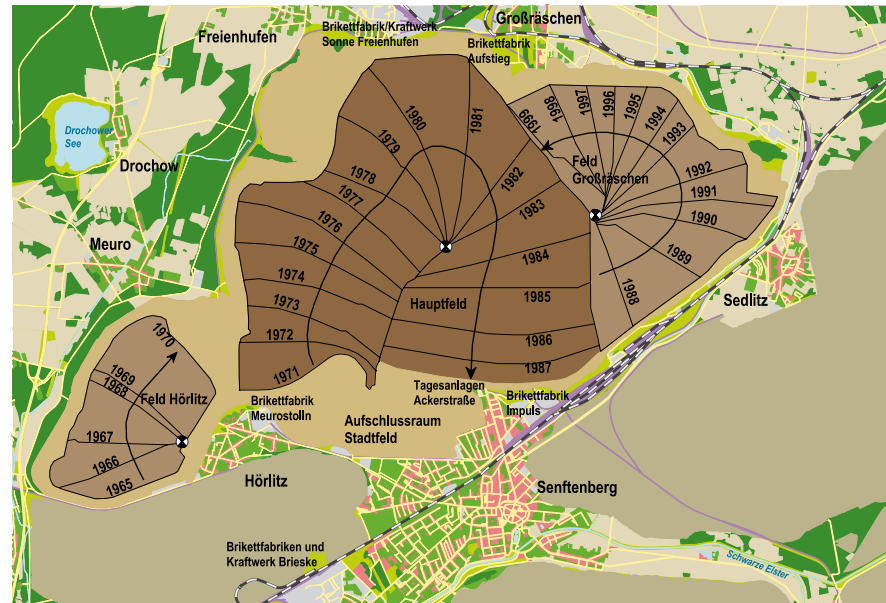 Großräschen
Freienhufen
Brikettfabrik/Kraftwerk
Sonne Freienhufen
Brikettfabrik
Aufstieg
Drochower
See
Drochow
Meuro
1981
1980
1979
1978
1977
1976
1975
1974
1973
1972
1971
1982
1983
1984
1985
1986
1987
Hauptfeld
1999
1998
1997
1996
1995
1994
1993
1992
1991
1990
1989
1988
Feld
Großräschen
Sedlitz
1970
1969
1968
Feld Hörlitz
1967
1966
1965
Brikettfabrik
Meurostolln
Aufschlussraum
Stadtfeld
Tagesanlagen
Ackerstraße
Brikettfabrik
Impuls
Hörlitz
Senftenberg
Brikettfabriken und
Kraftwerk Brieske
Schwarze Elster